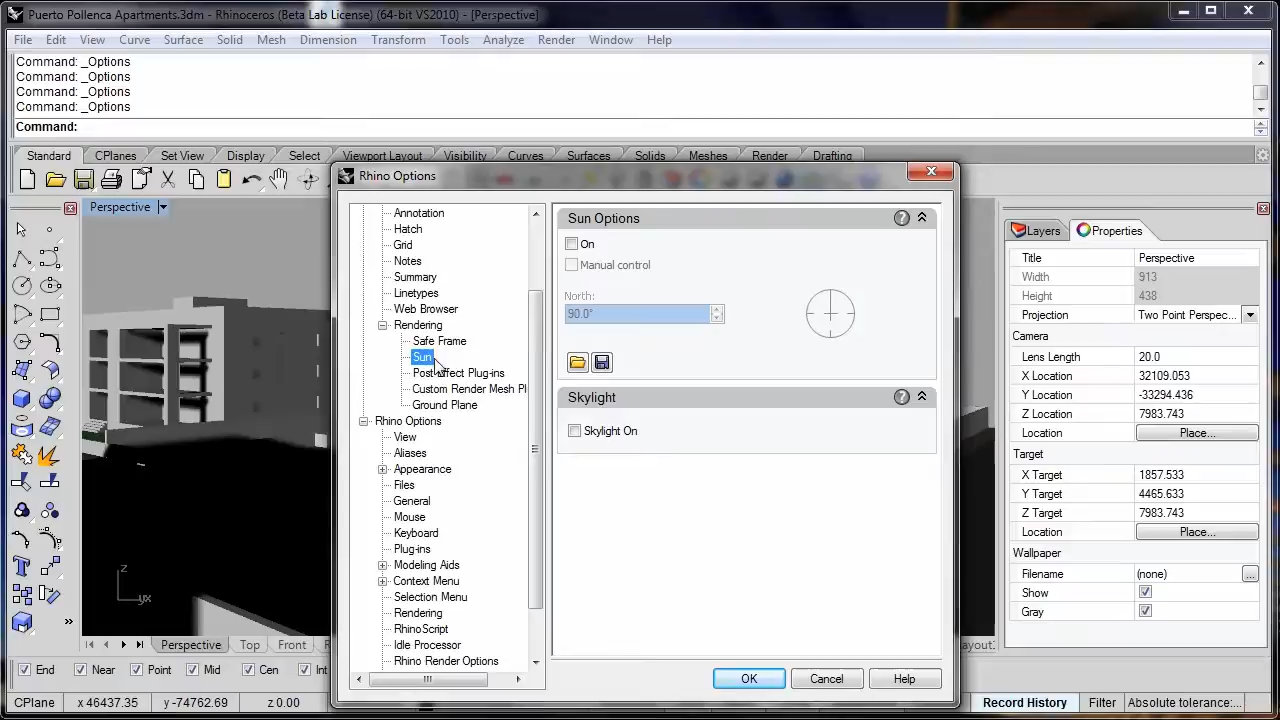 Puerto Pollenca Apartments.3dm - Rhinoceros (Beta Lab License) (64-bit VS2010) - [Perspective]
File Edit View Curve Surface Solid Mesh Dimension Transform Tools Analyze Render Window Help
Command: _Options
Command: _Options
Command: _Options
Command: _Options
Command:
Standard CPlanes Set View Display Select Viewport Layout Visibility Curves Surfaces Solids Meshes Render Drafting
Perspective
Rhino Options
Annotation
Hatch
Grid
Notes
Summary
Linetypes
Web Browser
Rendering
Safe Frame
Sun
Post Effect Plug-ins
Custom Render Mesh Pl
Ground Plane
Rhino Options
View
Aliases
Appearance
Files
General
Mouse
Keyboard
Plug-ins
Modeling Aids
Context Menu
Selection Menu
Rendering
RhinoScript
Idle Processor
Rhino Render Options
Sun Options
On
Manual control
North:
90.0°
Skylight
Skylight On
OK Cancel Help
Layers Properties
Title Perspective
Width 913
Height 438
Projection Two Point Perspec...
Camera
Lens Length 20.0
X Location 32109.053
Y Location -33294.436
Z Location 7983.743
Location Place...
Target
X Target 1857.533
Y Target 4465.633
Z Target 7983.743
Location Place...
Wallpaper
Filename (none) ...
Show
Gray
z
y x
Perspective Top Front
End Near Point Mid Cen Int
CPlane x 46437.35 y -74762.69 z 0.00
Record History Filter Absolute tolerance:...